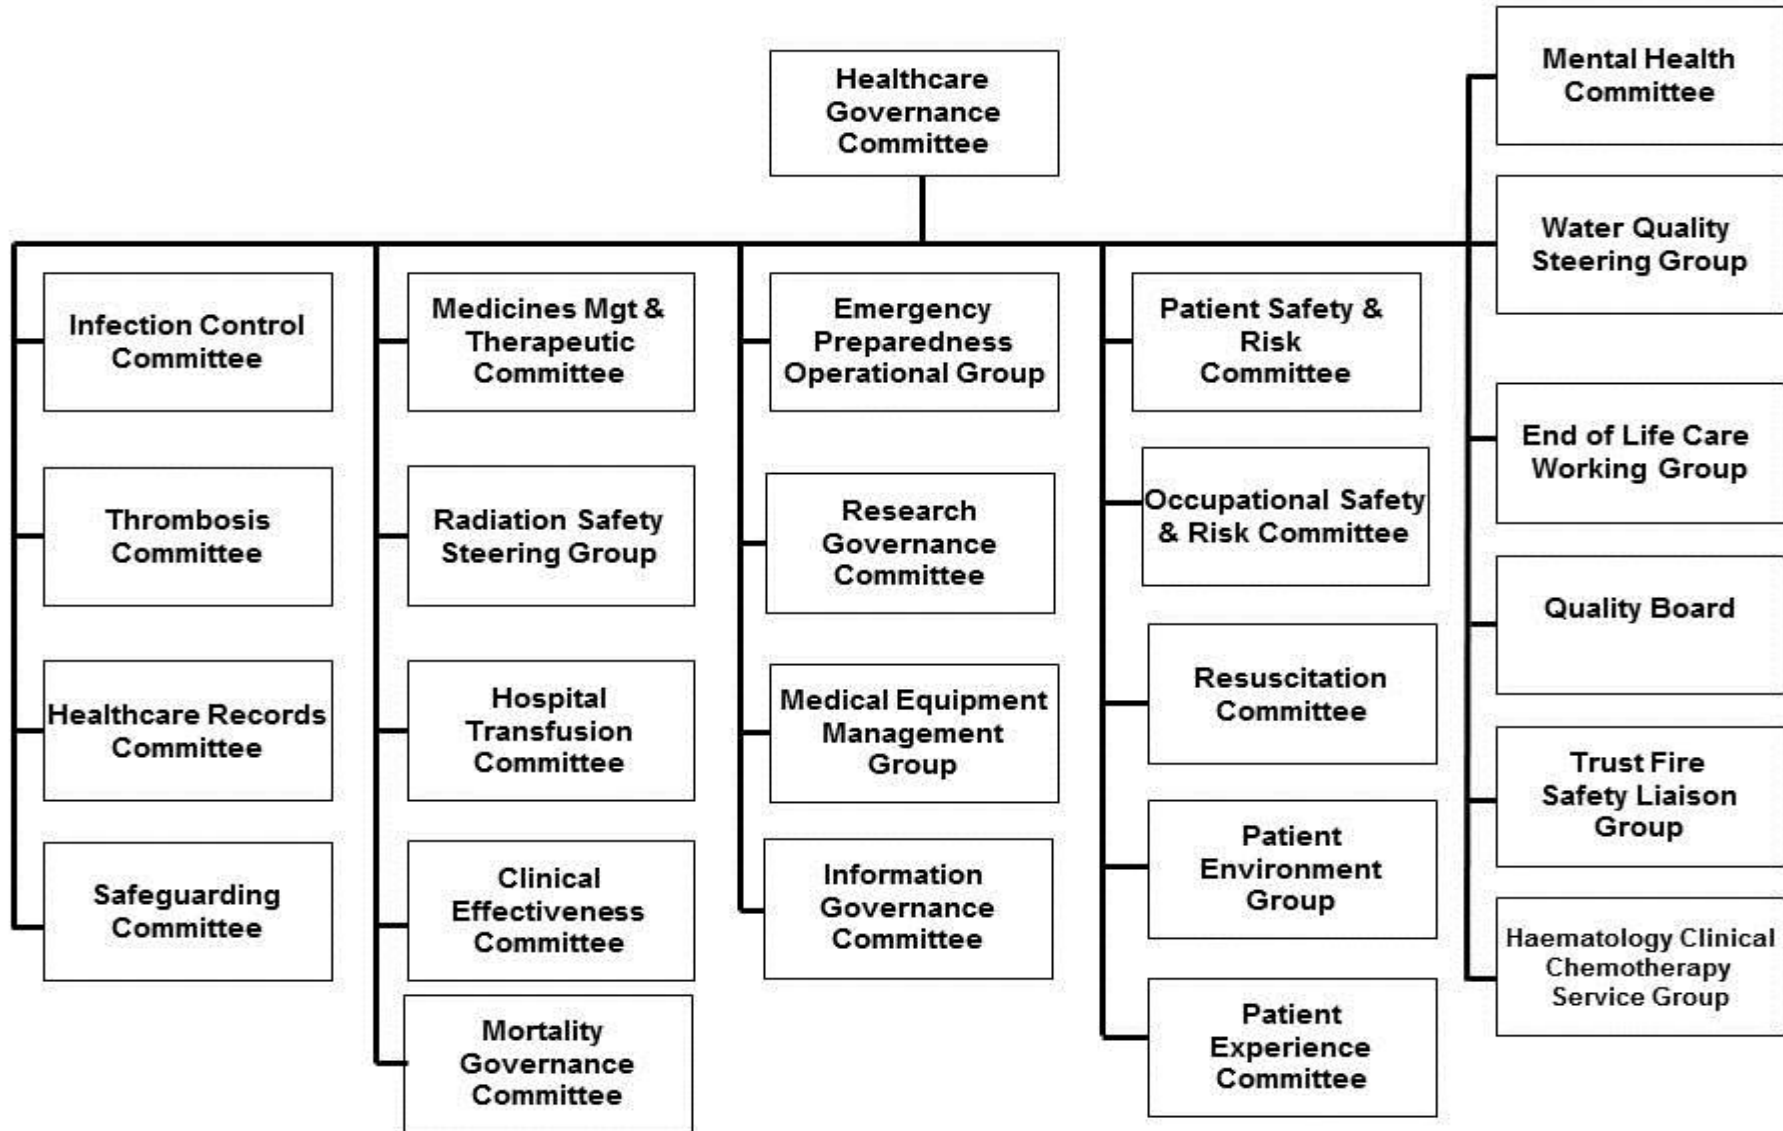 Healthcare
Governance
Committee
Infection Control
Committee
Thrombosis
Committee
Healthcare Records
Committee
Safeguarding
Committee
Medicines Mgt &
Therapeutic
Committee
Radiation Safety
Steering Group
Hospital
Transfusion
Committee
Clinical
Effectiveness
Committee
Mortality
Governance
Committee
Emergency
Preparedness
Operational Group
Research
Governance
Committee
Medical Equipment
Management
Group
Information
Governance
Committee
Patient Safety &
Risk
Committee
Occupational Safety
& Risk Committee
Resuscitation
Committee
Patient
Environment
Group
Patient
Experience
Committee
Mental Health
Committee
Water Quality
Steering Group
End of Life Care
Working Group
Quality Board
Trust Fire
Safety Liaison
Group
Haematology Clinical
Chemotherapy
Service Group